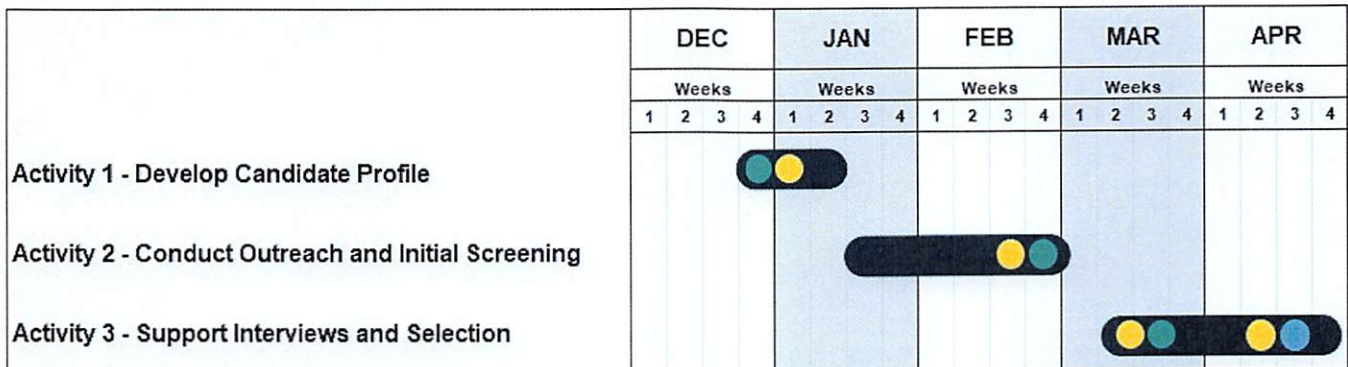 DEC JAN FEB MAR APR
Weeks Weeks Weeks Weeks Weeks
1 2 3 4 1 2 3 4 1 2 3 4 1 2 3 4 1 2 3 4
Activity 1 - Develop Candidate Profile
Activity 2 - Conduct Outreach and Initial Screening
Activity 3 - Support Interviews and Selection